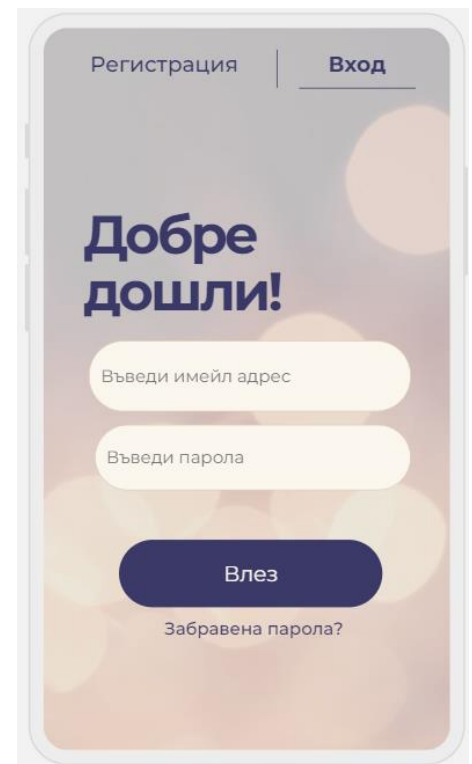 Регистрация Вход
Добре
дошли!
Въведи имейл адрес
Въведи парола
Влез
Забравена парола?